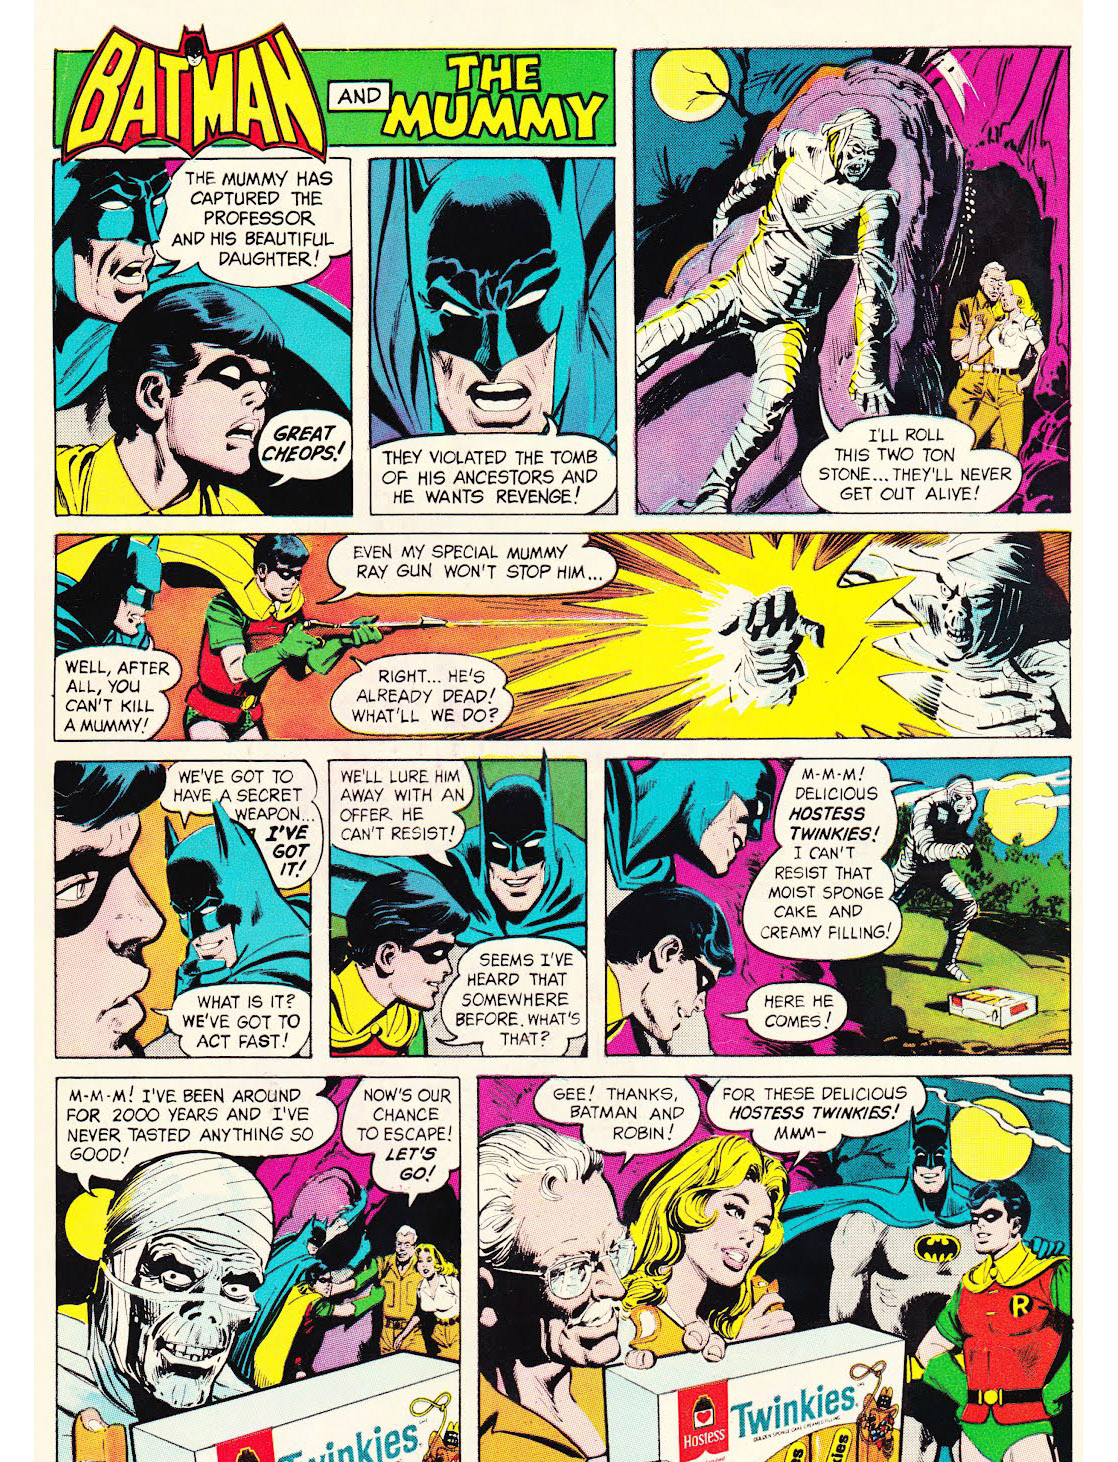 BATMAN
AND
THE
MUMMY
THE MUMMY HAS
CAPTURED THE
PROFESSOR
AND HIS BEAUTIFUL
DAUGHTER!
GREAT
CHEOPS!
THEY VIOLATED THE TOMB
OF HIS ANCESTORS AND
HE WANTS REVENGE!
I'LL ROLL
THIS TWO TON
STONE...THEY'LL NEVER
GET OUT ALIVE!
EVEN MY SPECIAL MUMMY
RAY GUN WON'T STOP HIM...
WELL, AFTER
ALL, YOU
CAN'T KILL
A MUMMY!
RIGHT... HE'S
ALREADY DEAD!
WHAT'LL WE DO?
WE'VE GOT TO
HAVE A SECRET
WEAPON...
I'VE
GOT
IT!
WHAT IS IT?
WE'VE GOT TO
ACT FAST!
WE'LL LURE HIM
AWAY WITH AN
OFFER HE
CAN'T RESIST!
SEEMS I'VE
HEARD THAT
SOMEWHERE
BEFORE. WHAT'S
THAT?
M-M-M!
DELICIOUS
HOSTESS
TWINKIES!
I CAN'T
RESIST THAT
MOIST SPONGE
CAKE AND
CREAMY FILLING!
HERE HE
COMES!
M-M-M! I'VE BEEN AROUND
FOR 2000 YEARS AND I'VE
NEVER TASTED ANYTHING SO
GOOD!
NOW'S OUR
CHANCE
TO ESCAPE!
LET'S
GO!
Twinkies
GEE! THANKS,
BATMAN AND
ROBIN!
FOR THESE DELICIOUS
HOSTESS TWINKIES!
MMM-
R
Hostess
Twinkies